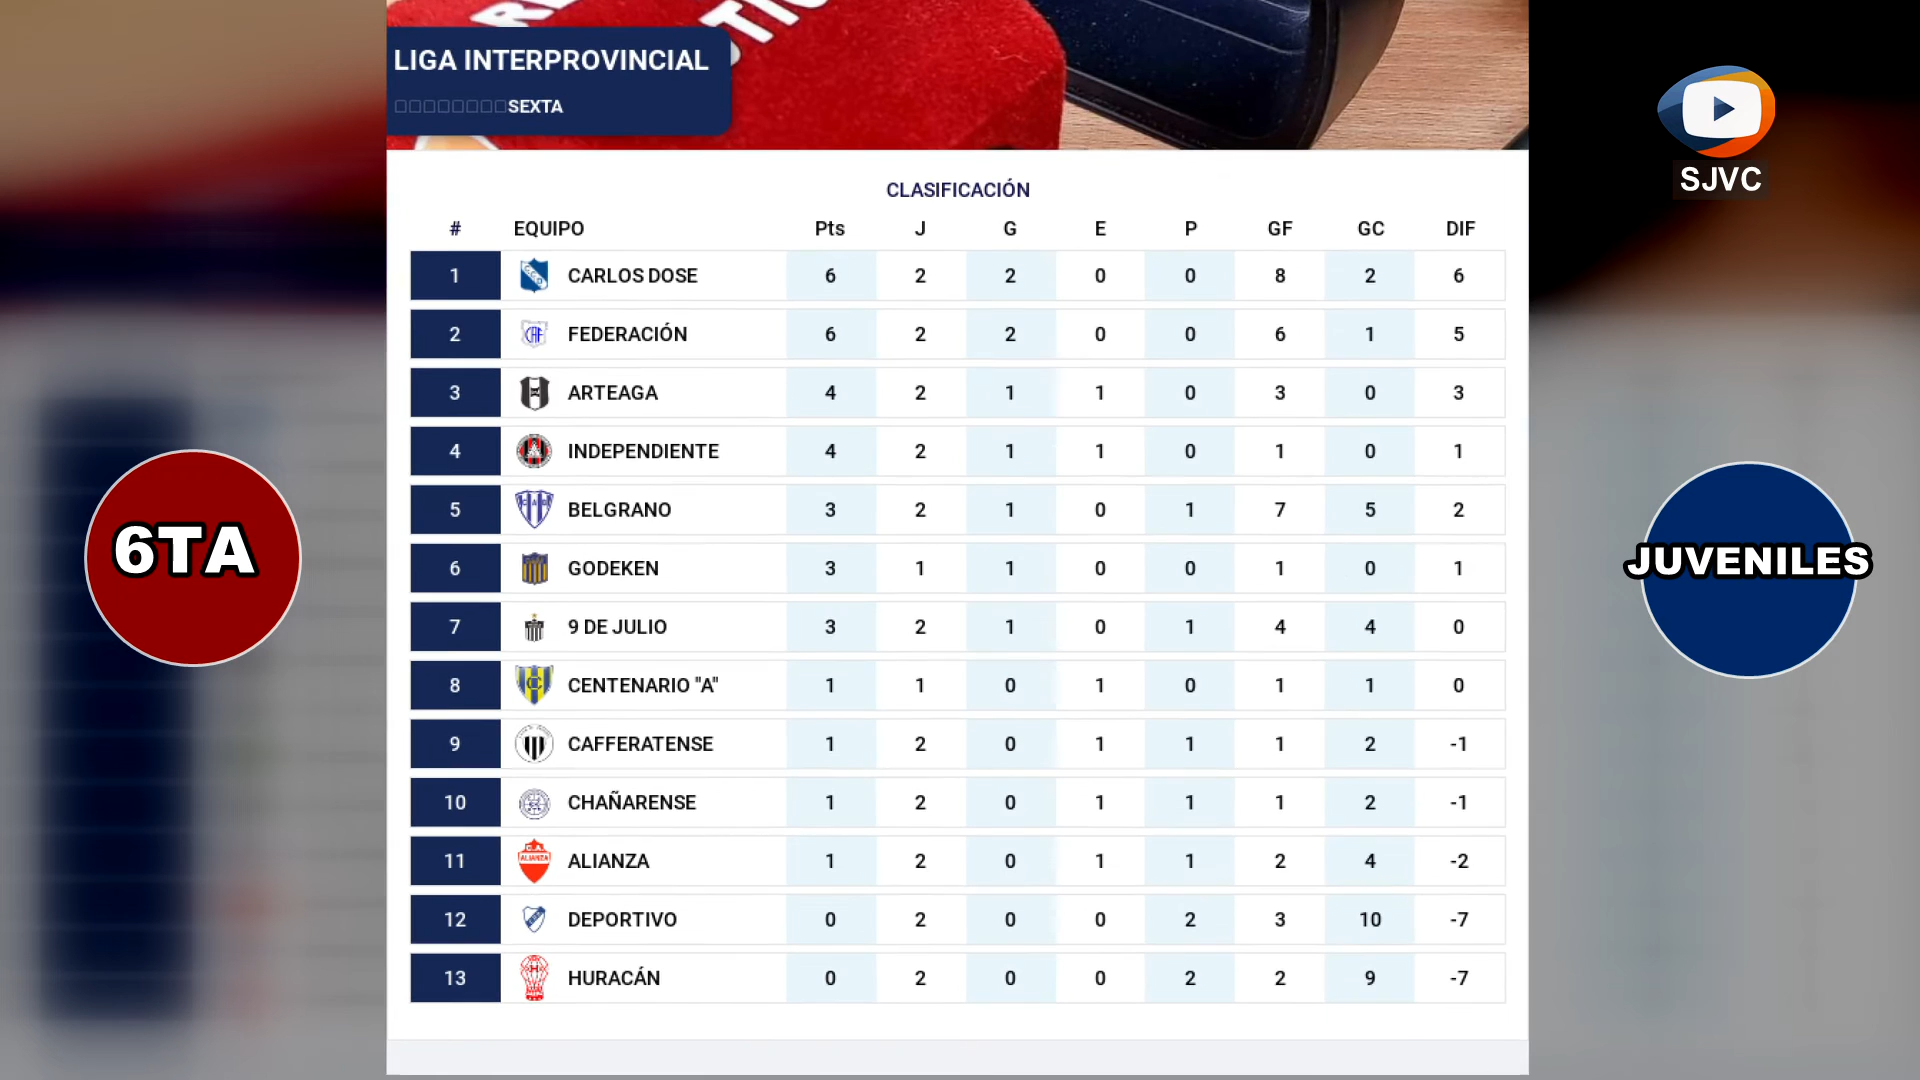 LIGA INTERPROVINCIAL
SEXTA
SJVC
CLASIFICACIÓN
# EQUIPO Pts J G E P GF GC DIF
1 CARLOS DOSE 6 2 2 0 0 8 2 6
2 FEDERACIÓN 6 2 2 0 0 6 1 5
3 ARTEAGA 4 2 1 1 0 3 0 3
4 INDEPENDIENTE 4 2 1 1 0 1 0 1
5 BELGRANO 3 2 1 0 1 7 5 2
6 GODEKEN 3 1 1 0 0 1 0 1
7 9 DE JULIO 3 2 1 0 1 4 4 0
8 CENTENARIO "A" 1 1 0 1 0 1 1 0
9 CAFFERATENSE 1 2 0 1 1 1 2 -1
10 CHAÑARENSE 1 2 0 1 1 1 2 -1
11 ALIANZA 1 2 0 1 1 2 4 -2
12 DEPORTIVO 0 2 0 0 2 3 10 -7
13 HURACÁN 0 2 0 0 2 2 9 -7
6TA
JUVENILES